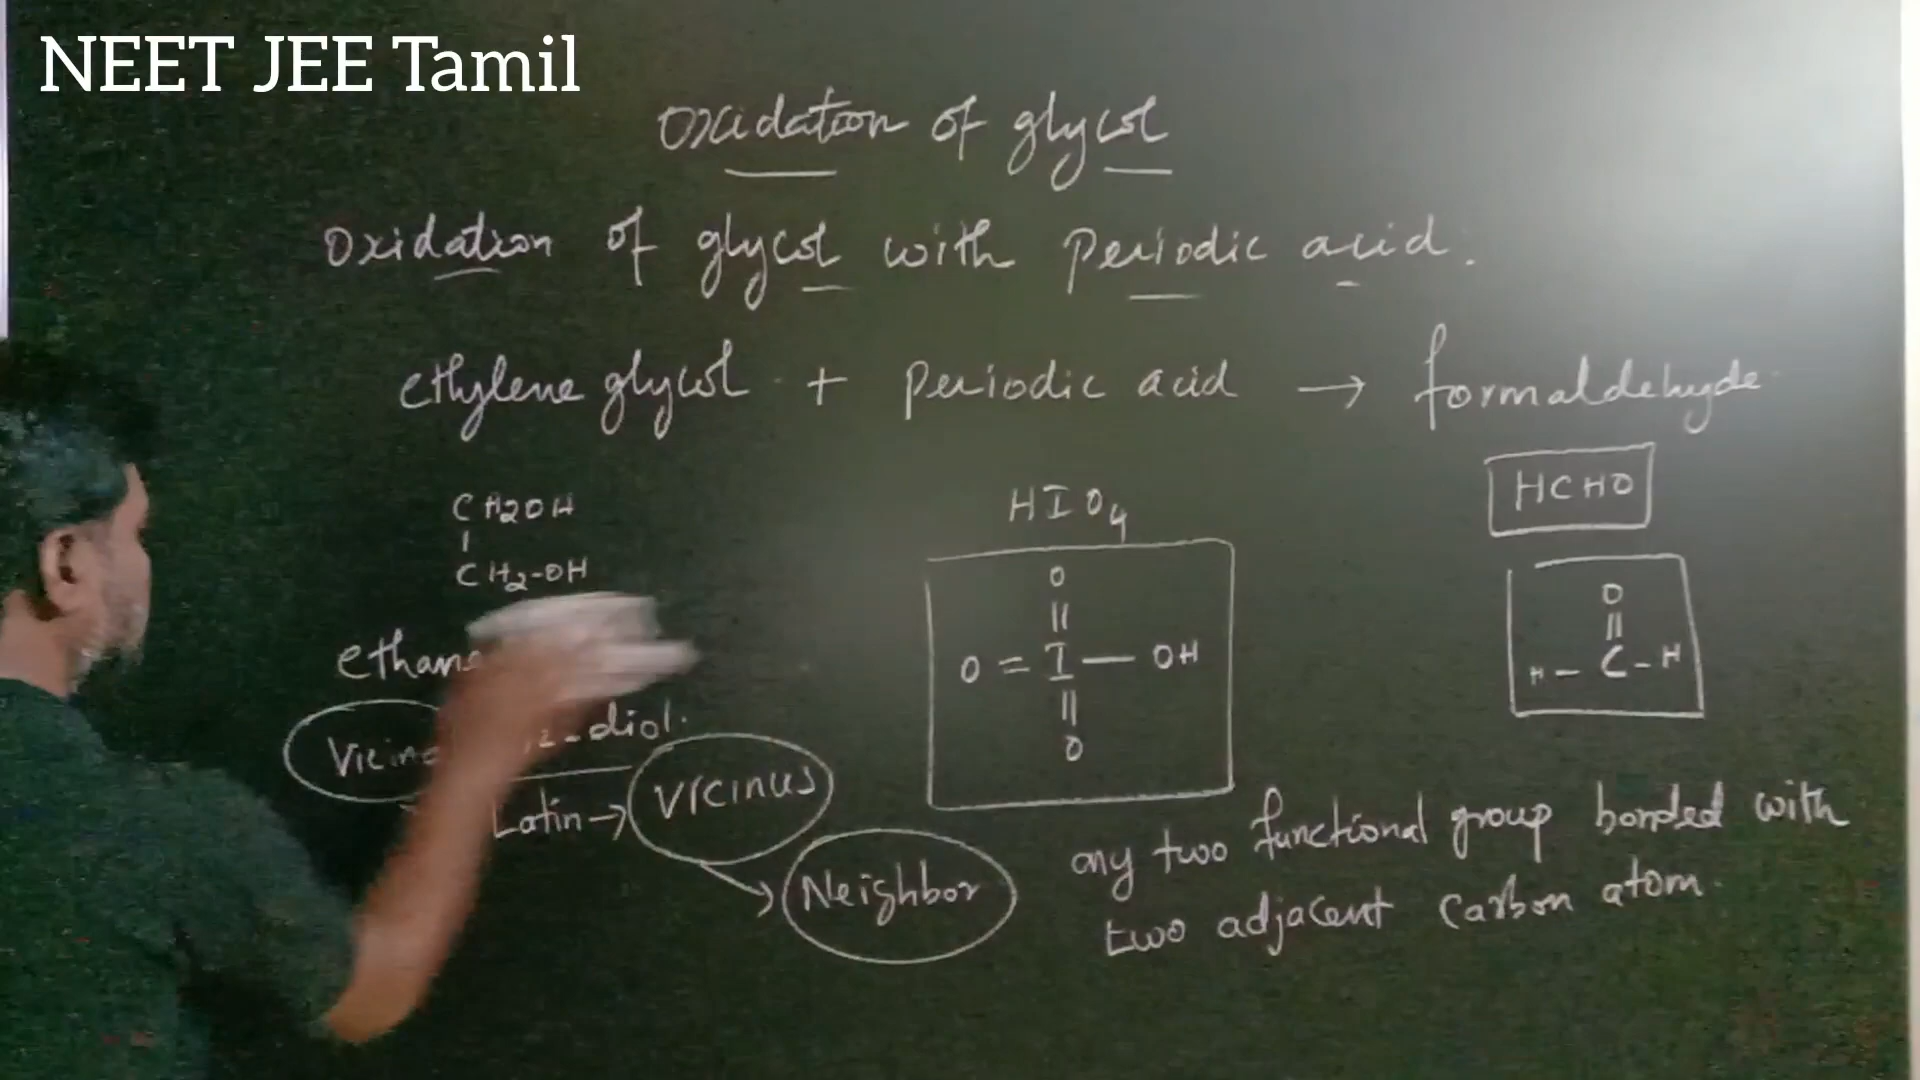 NEET JEE Tamil
Oxidation of glycol
Oxidation of glycol with periodic acid.
ethylene glycol + periodic acid → formaldehyde
CH2OH
CH2-OH
HIO4
HCHO
O
O = I — OH
O
O
H - C - H
diol.
Latin → VICINUS
Neighbor
any two functional group bonded with
two adjacent carbon atom.